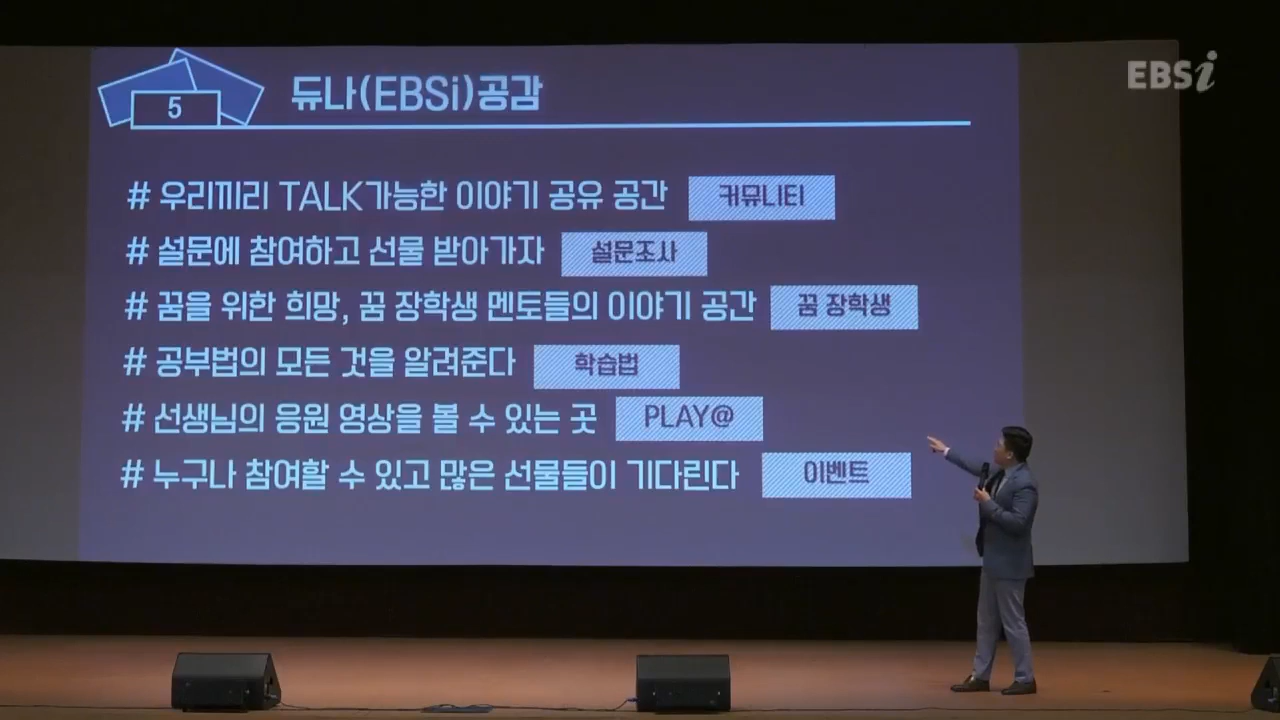 EBSi
5
듀나(EBSi)공감
# 우리끼리 TALK가능한 이야기 공유 공간 커뮤니티
# 설문에 참여하고 선물 받아가자 설문조사
# 꿈을 위한 희망, 꿈 장학생 멘토들의 이야기 공간 꿈 장학생
# 공부법의 모든 것을 알려준다 학습법
# 선생님의 응원 영상을 볼 수 있는 곳 PLAY@
# 누구나 참여할 수 있고 많은 선물들이 기다린다 이벤트